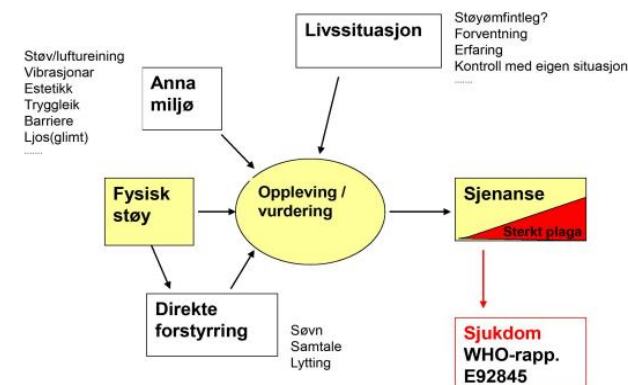 Livssituasjon
Støyømfintleg?
Forventning
Erfaring
Kontroll med eigen situasjon
.......
Støv/luftureining
Vibrasjonar
Estetikk
Tryggleik
Barriere
Ljos(glimt)
.......
Anna
miljø
Fysisk
støy
Oppleving /
vurdering
Sjenanse
Sterkt plaga
Direkte
forstyrring
Søvn
Samtale
Lytting
Sjukdom
WHO-rapp.
E92845